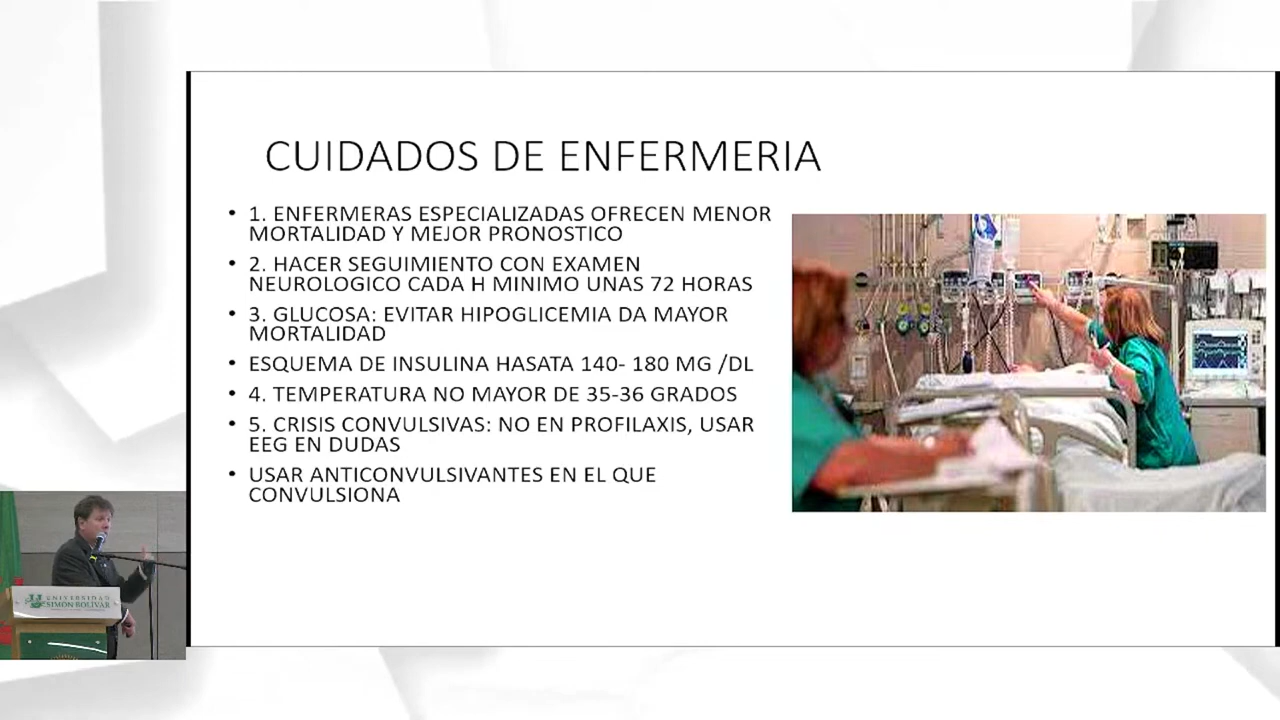 CUIDADOS DE ENFERMERIA
• 1. ENFERMERAS ESPECIALIZADAS OFRECEN MENOR
MORTALIDAD Y MEJOR PRONOSTICO
• 2. HACER SEGUIMIENTO CON EXAMEN
NEUROLOGICO CADA H MINIMO UNAS 72 HORAS
• 3. GLUCOSA: EVITAR HIPOGLICEMIA DA MAYOR
MORTALIDAD
• ESQUEMA DE INSULINA HASATA 140- 180 MG /DL
• 4. TEMPERATURA NO MAYOR DE 35-36 GRADOS
• 5. CRISIS CONVULSIVAS: NO EN PROFILAXIS, USAR
EEG EN DUDAS
• USAR ANTICONVULSIVANTES EN EL QUE
CONVULSIONA
UNIVERSIDAD
SIMÓN BOLÍVAR